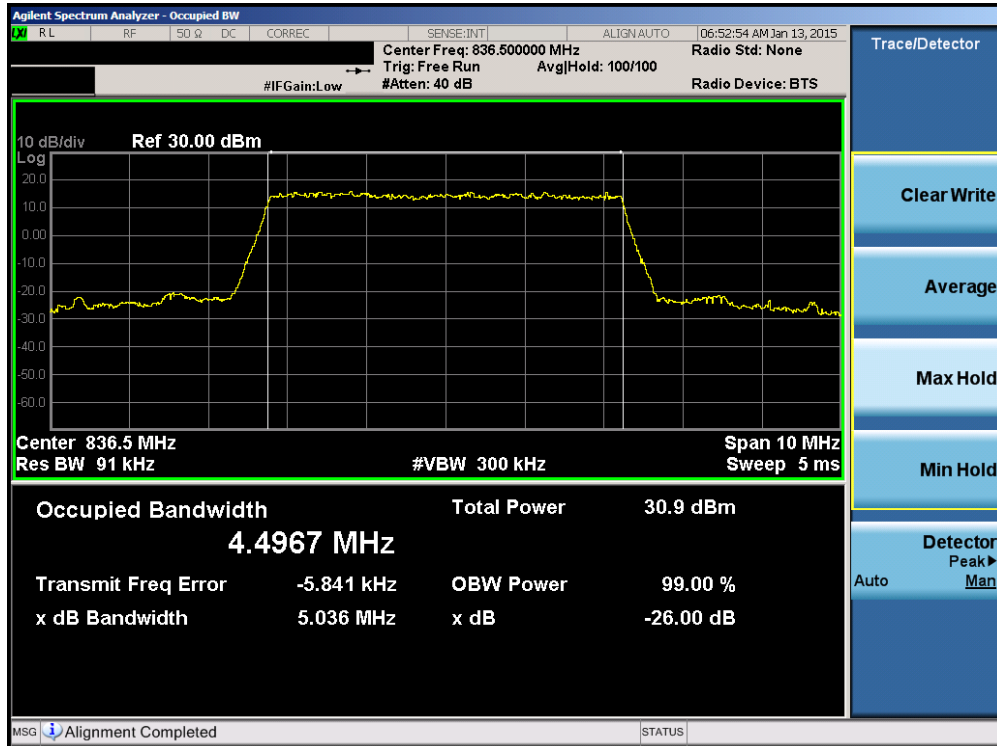 Agilent Spectrum Analyzer - Occupied BW
LXI RL RF 50 Ω DC CORREC SENSE:INT ALIGN AUTO 06:52:54 AM Jan 13, 2015
Center Freq: 836.500000 MHz Radio Std: None
Trig: Free Run Avg|Hold: 100/100
#IFGain:Low #Atten: 40 dB Radio Device: BTS
10 dB/div Ref 30.00 dBm
Log
20.0
10.0
0.00
-10.0
-20.0
-30.0
-40.0
-50.0
-60.0
Center 836.5 MHz Span 10 MHz
Res BW 91 kHz #VBW 300 kHz Sweep 5 ms
Occupied Bandwidth Total Power 30.9 dBm
4.4967 MHz
Transmit Freq Error -5.841 kHz OBW Power 99.00 %
x dB Bandwidth 5.036 MHz x dB -26.00 dB
MSG Alignment Completed STATUS
Trace/Detector
Clear Write
Average
Max Hold
Min Hold
Detector
Peak▶
Auto Man